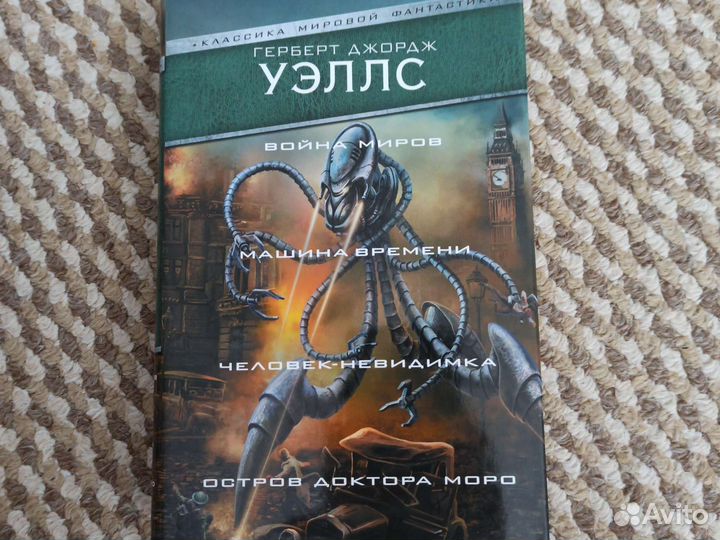 КЛАССИКА МИРОВОЙ ФАНТАСТИКИ
ГЕРБЕРТ ДЖОРДЖ
УЭЛЛС
ВОЙНА МИРОВ
МАШИНА ВРЕМЕНИ
ЧЕЛОВЕК-НЕВИДИМКА
ОСТРОВ ДОКТОРА МОРО
Avito